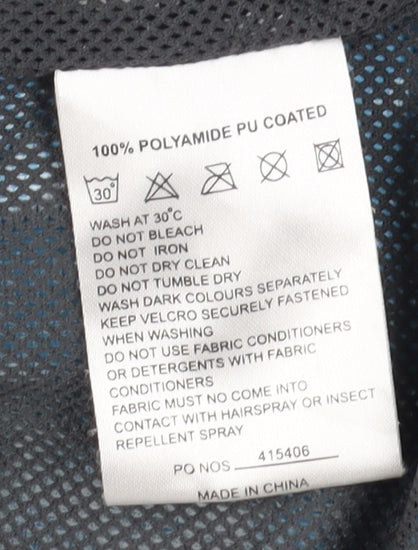 100% POLYAMIDE PU COATED
30°
WASH AT 30°C
DO NOT BLEACH
DO NOT IRON
DO NOT DRY CLEAN
DO NOT TUMBLE DRY
WASH DARK COLOURS SEPARATELY
KEEP VELCRO SECURELY FASTENED
WHEN WASHING
DO NOT USE FABRIC CONDITIONERS
OR DETERGENTS WITH FABRIC
CONDITIONERS
FABRIC MUST NO COME INTO
CONTACT WITH HAIRSPRAY OR INSECT
REPELLENT SPRAY
PO NOS 415406
MADE IN CHINA